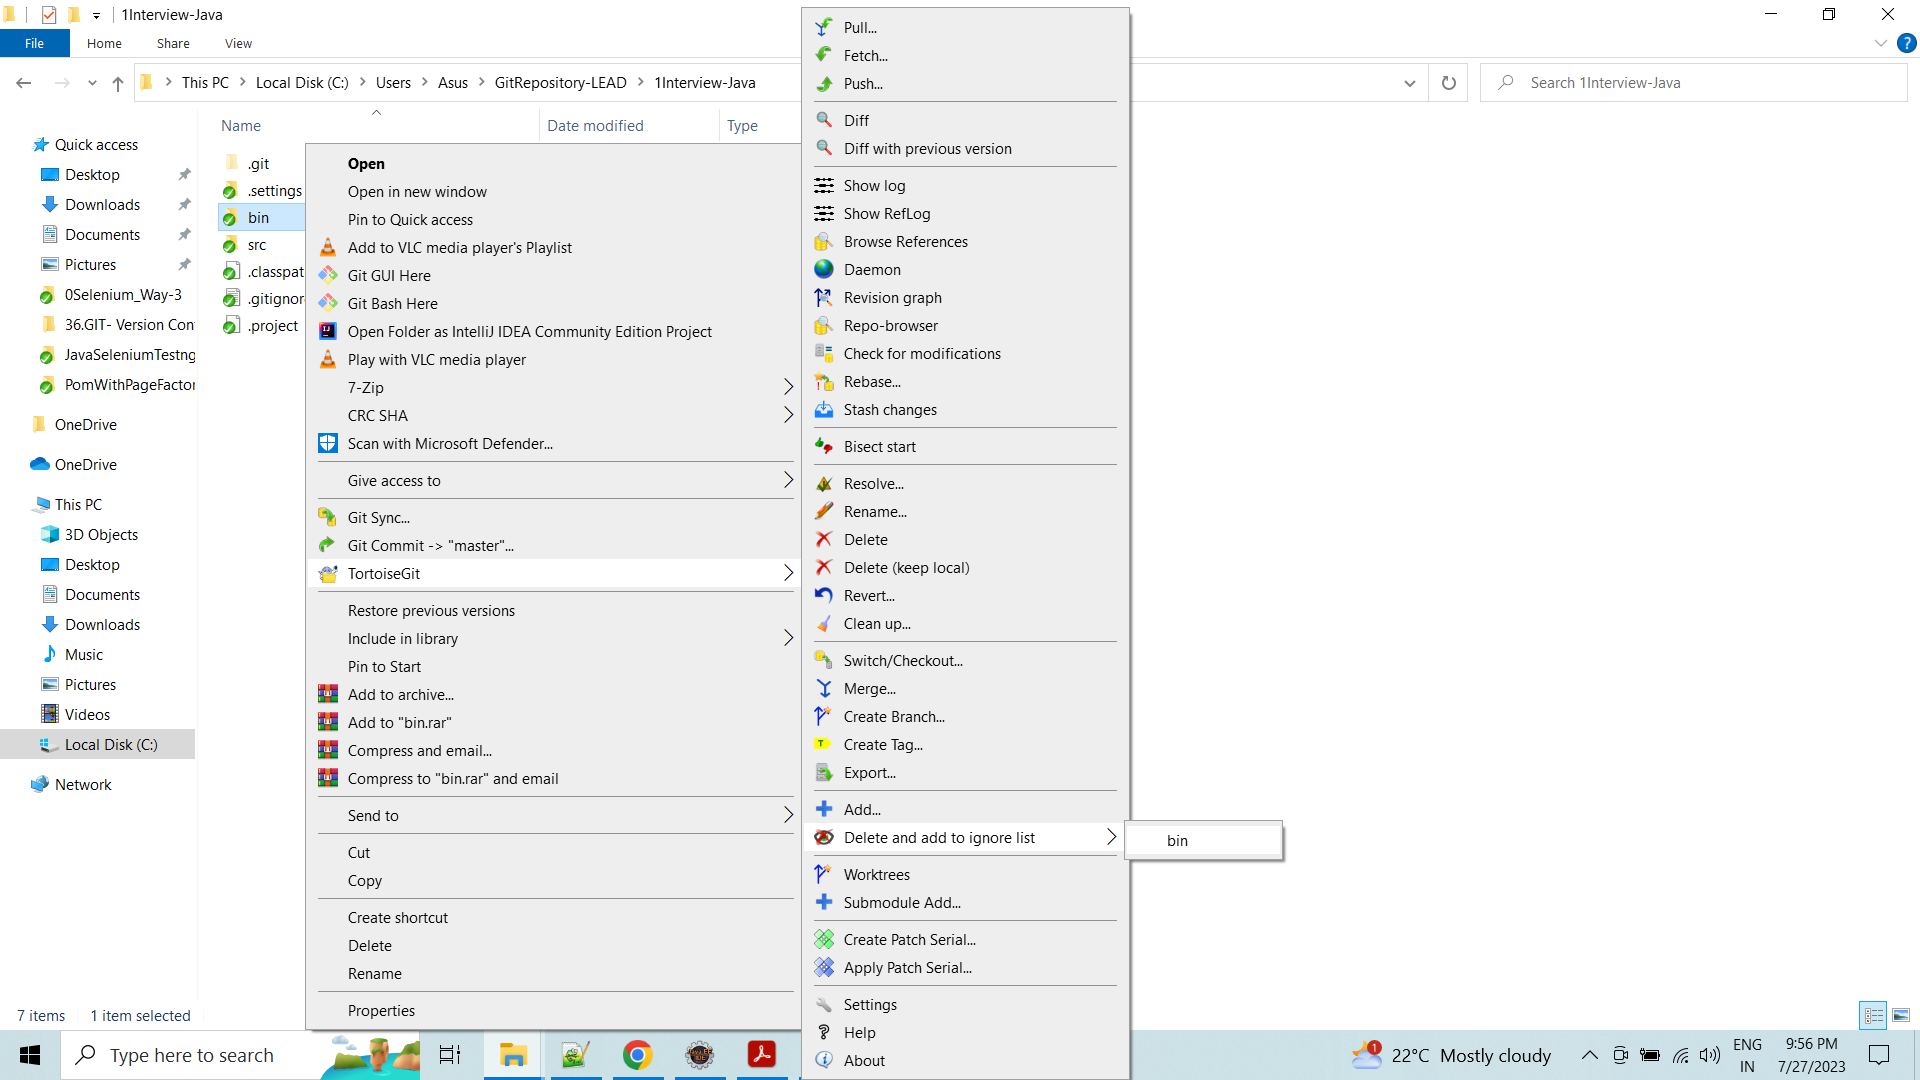 1Interview-Java
File Home Share View
This PC Local Disk (C:) Users Asus GitRepository-LEAD 1Interview-Java
Search 1Interview-Java
Name Date modified Type
Quick access
Desktop
Downloads
Documents
Pictures
0Selenium_Way-3
36.GIT- Version Con
JavaSeleniumTestng
PomWithPageFactor
OneDrive
OneDrive
This PC
3D Objects
Desktop
Documents
Downloads
Music
Pictures
Videos
Local Disk (C:)
Network
.git
.settings
bin
src
.classpat
.gitignor
.project
Open
Open in new window
Pin to Quick access
Add to VLC media player's Playlist
Git GUI Here
Git Bash Here
Open Folder as IntelliJ IDEA Community Edition Project
Play with VLC media player
7-Zip
CRC SHA
Scan with Microsoft Defender...
Give access to
Git Sync...
Git Commit -> "master"...
TortoiseGit
Restore previous versions
Include in library
Pin to Start
Add to archive...
Add to "bin.rar"
Compress and email...
Compress to "bin.rar" and email
Send to
Cut
Copy
Create shortcut
Delete
Rename
Properties
Pull...
Fetch...
Push...
Diff
Diff with previous version
Show log
Show RefLog
Browse References
Daemon
Revision graph
Repo-browser
Check for modifications
Rebase...
Stash changes
Bisect start
Resolve...
Rename...
Delete
Delete (keep local)
Revert...
Clean up...
Switch/Checkout...
Merge...
Create Branch...
Create Tag...
Export...
Add...
Delete and add to ignore list
bin
Worktrees
Submodule Add...
Create Patch Serial...
Apply Patch Serial...
Settings
Help
About
7 items 1 item selected
Type here to search
1
22°C Mostly cloudy
ENG
IN
9:56 PM
7/27/2023